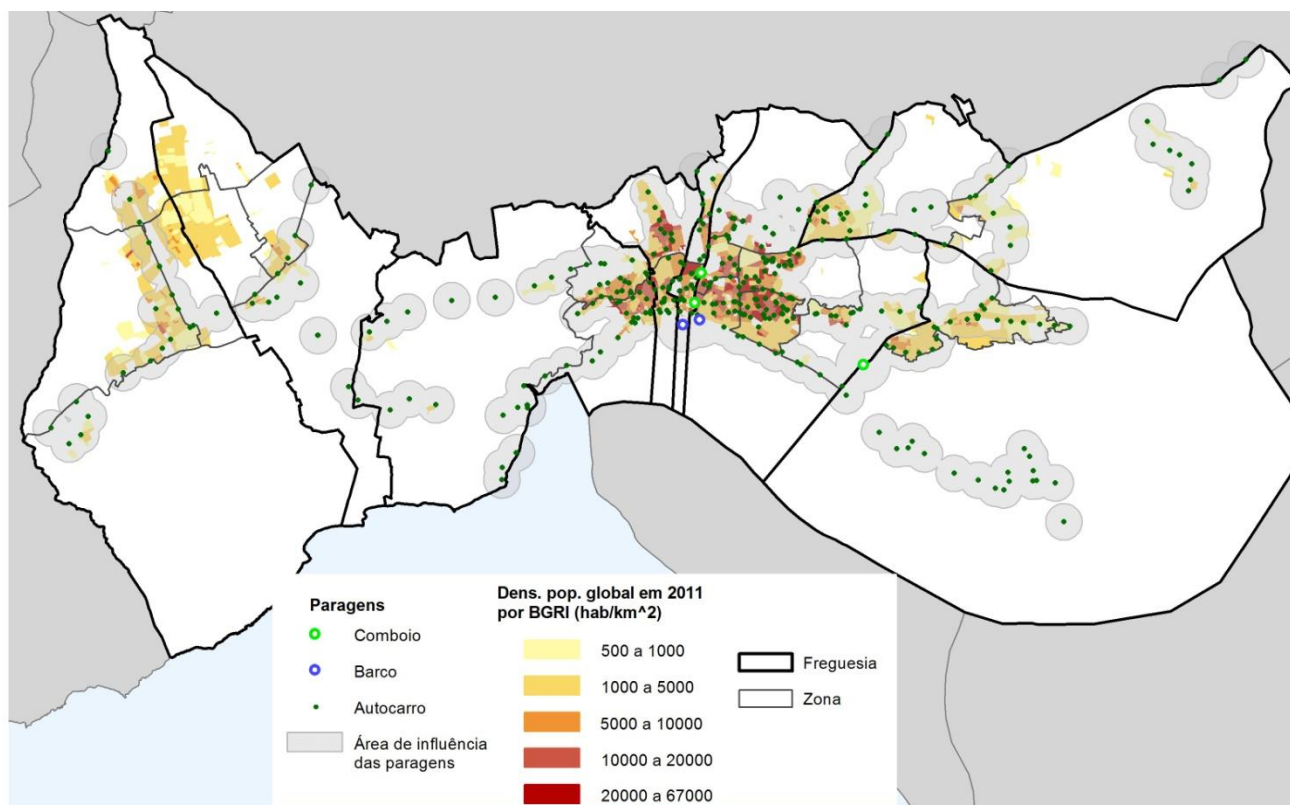 Paragens
Comboio
Barco
Autocarro
Área de influência
das paragens
Dens. pop. global em 2011
por BGRI (hab/km^2)
500 a 1000
1000 a 5000
5000 a 10000
10000 a 20000
20000 a 67000
Freguesia
Zona